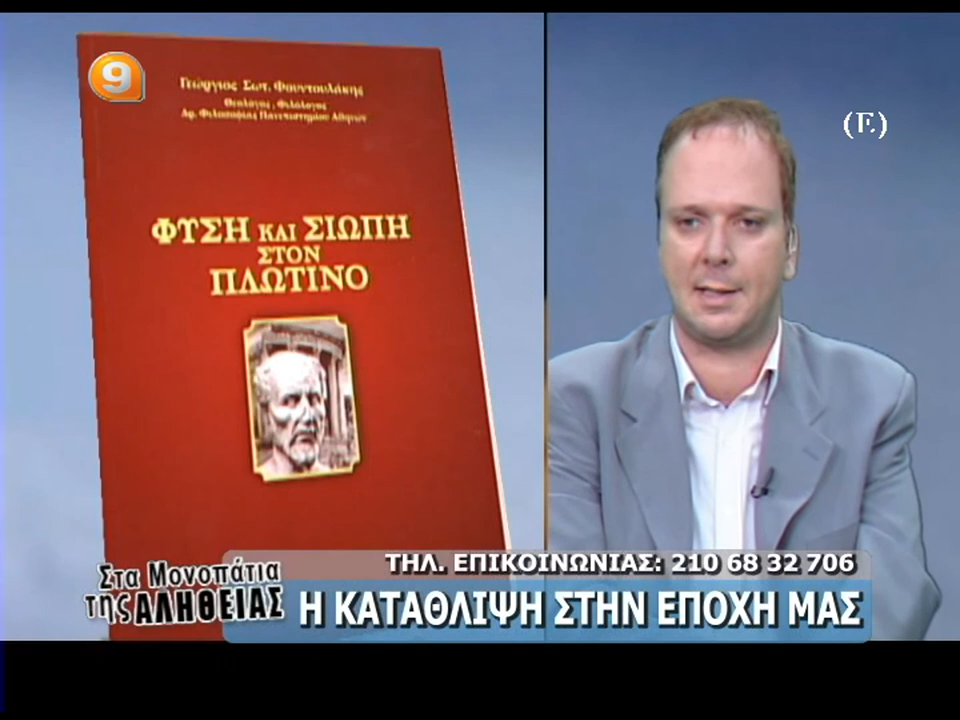 9
Γεώργιος Σωτ. Φουντουλάκης
Θεολόγος, Φιλόλογος
Δρ. Φιλοσοφίας Πανεπιστημίου Αθηνών
ΦΥΣΗ ΚΑΙ ΣΙΩΠΗ
ΣΤΟΝ
ΠΛΩΤΙΝΟ
(Ε)
ΤΗΛ. ΕΠΙΚΟΙΝΩΝΙΑΣ: 210 68 32 706
Στα Μονοπάτια
της ΑΛΗΘΕΙΑΣ
Η ΚΑΤΑΘΛΙΨΗ ΣΤΗΝ ΕΠΟΧΗ ΜΑΣ